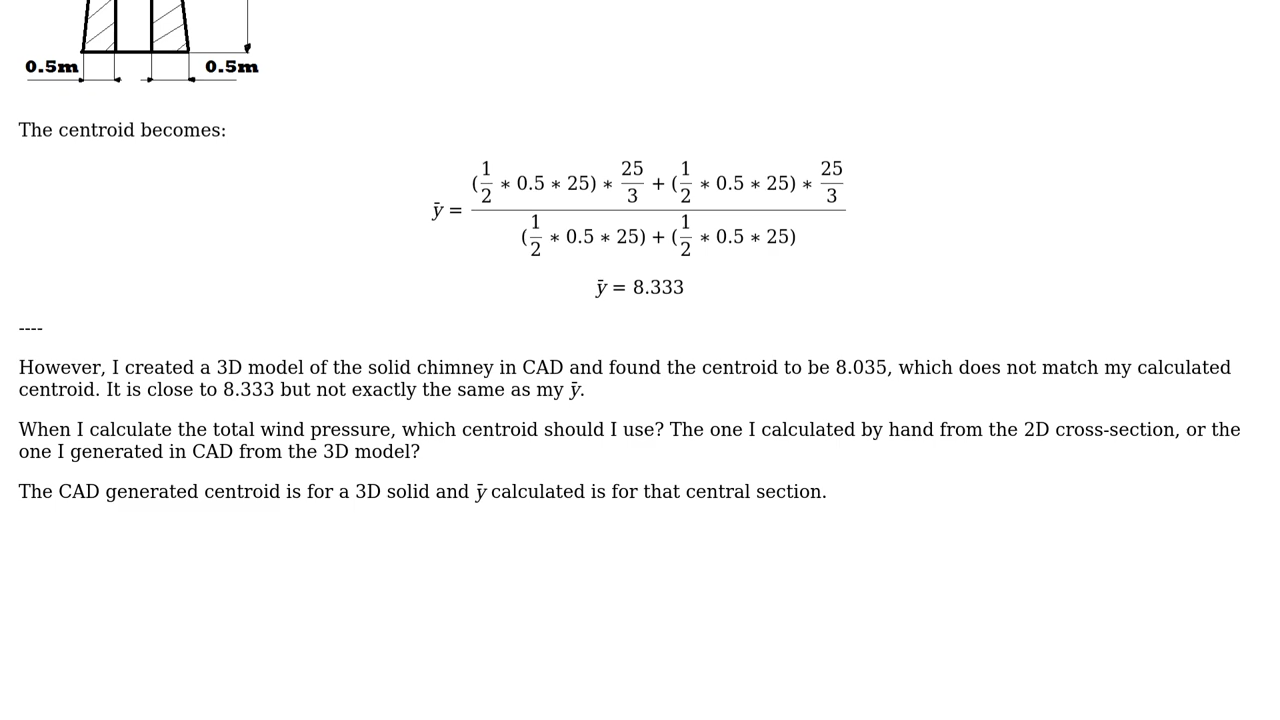 0.5m 0.5m
The centroid becomes:
ȳ = ((1/2 ∗ 0.5 ∗ 25) ∗ 25/3 + (1/2 ∗ 0.5 ∗ 25) ∗ 25/3) / ((1/2 ∗ 0.5 ∗ 25) + (1/2 ∗ 0.5 ∗ 25))
ȳ = 8.333
----
However, I created a 3D model of the solid chimney in CAD and found the centroid to be 8.035, which does not match my calculated
centroid. It is close to 8.333 but not exactly the same as my ȳ.
When I calculate the total wind pressure, which centroid should I use? The one I calculated by hand from the 2D cross-section, or the
one I generated in CAD from the 3D model?
The CAD generated centroid is for a 3D solid and ȳ calculated is for that central section.